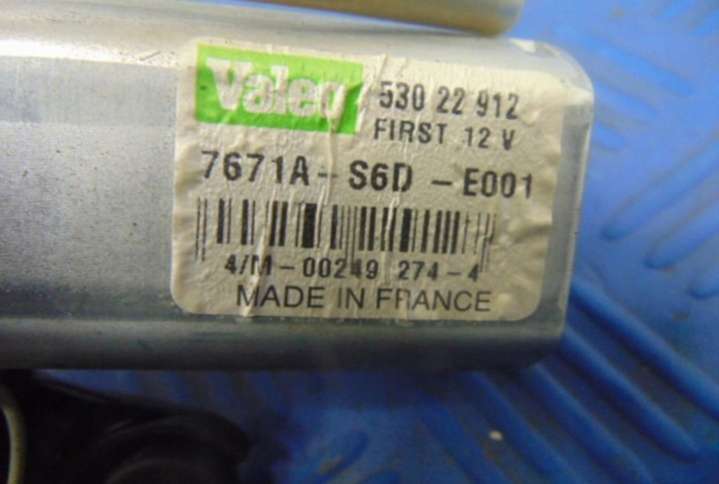 Valeo
530 22 912
FIRST 12 V
7671A - S6D - E001
4/M - 00249 274 - 4
MADE IN FRANCE